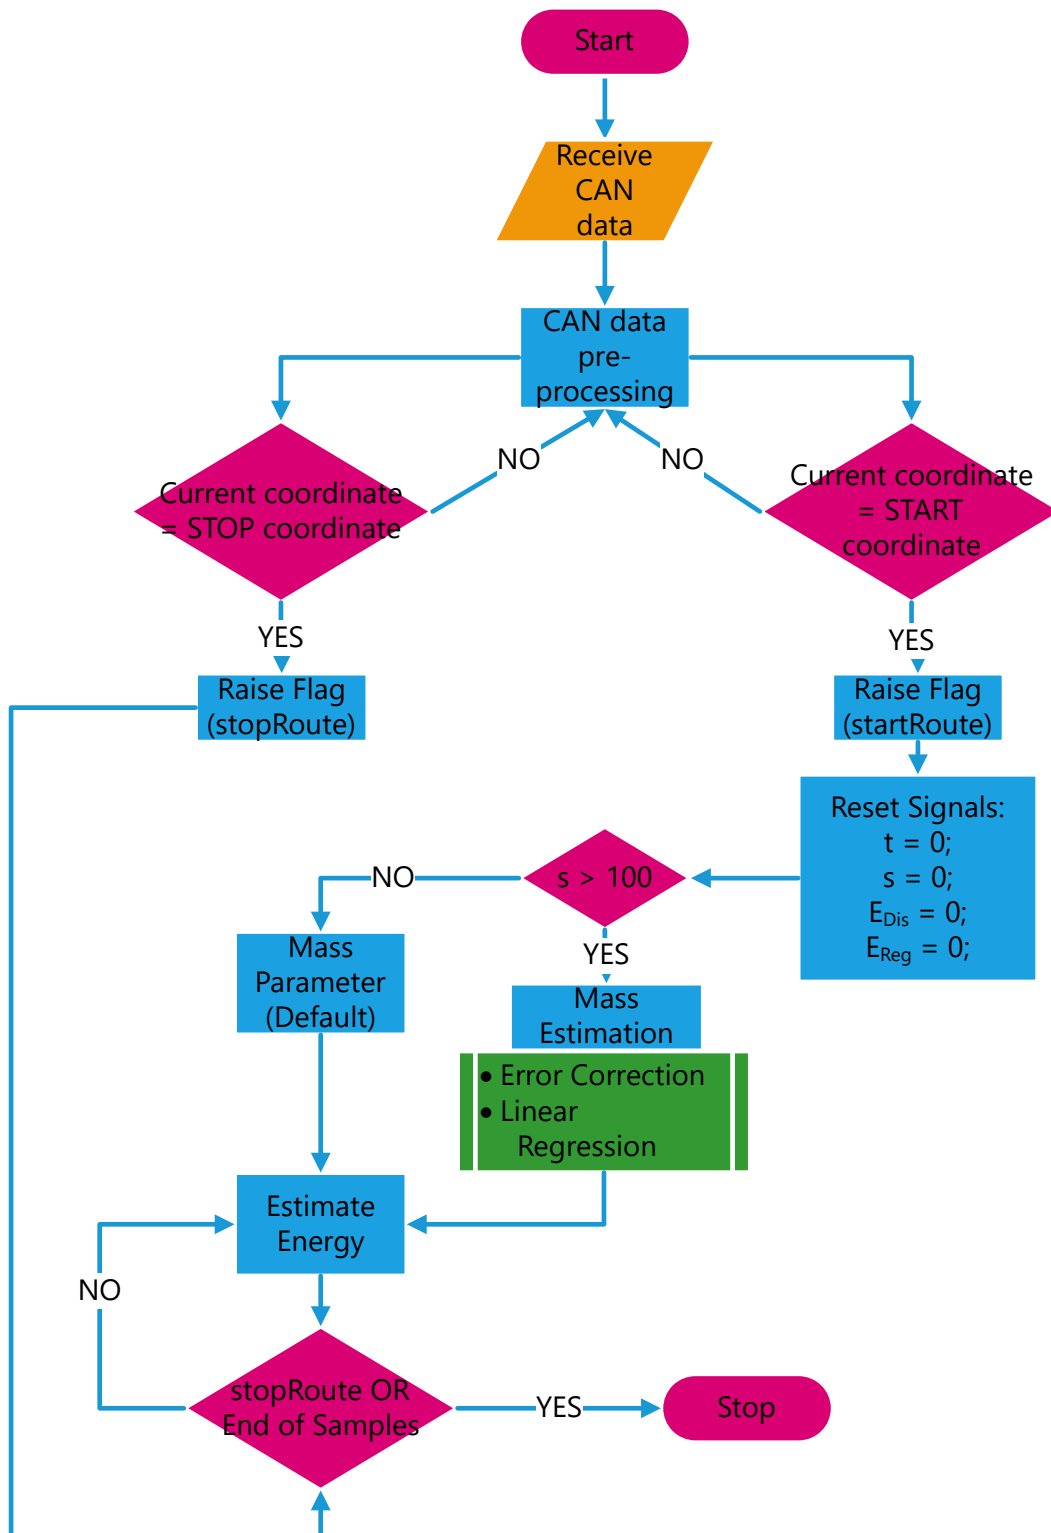 Start
Receive
CAN
data
CAN data
pre-
processing
NO
NO
Current coordinate
= STOP coordinate
Current coordinate
= START
coordinate
YES
YES
Raise Flag
(stopRoute)
Raise Flag
(startRoute)
Reset Signals:
t = 0;
s = 0;
E_Dis = 0;
E_Reg = 0;
s > 100
NO
YES
Mass
Parameter
(Default)
Mass
Estimation
• Error Correction
• Linear
Regression
Estimate
Energy
NO
stopRoute OR
End of Samples
YES
Stop